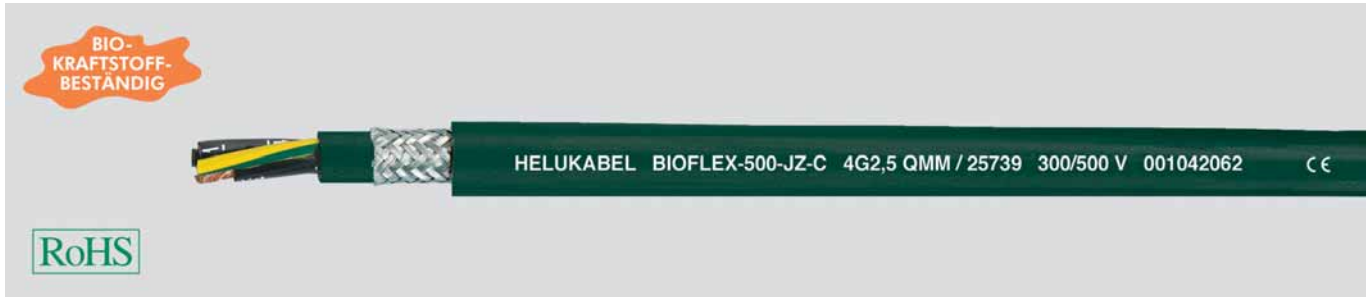 BIO-
KRAFTSTOFF-
BESTÄNDIG
HELUKABEL BIOFLEX-500-JZ-C 4G2,5 QMM / 25739 300/500 V 001042062 CE
RoHS